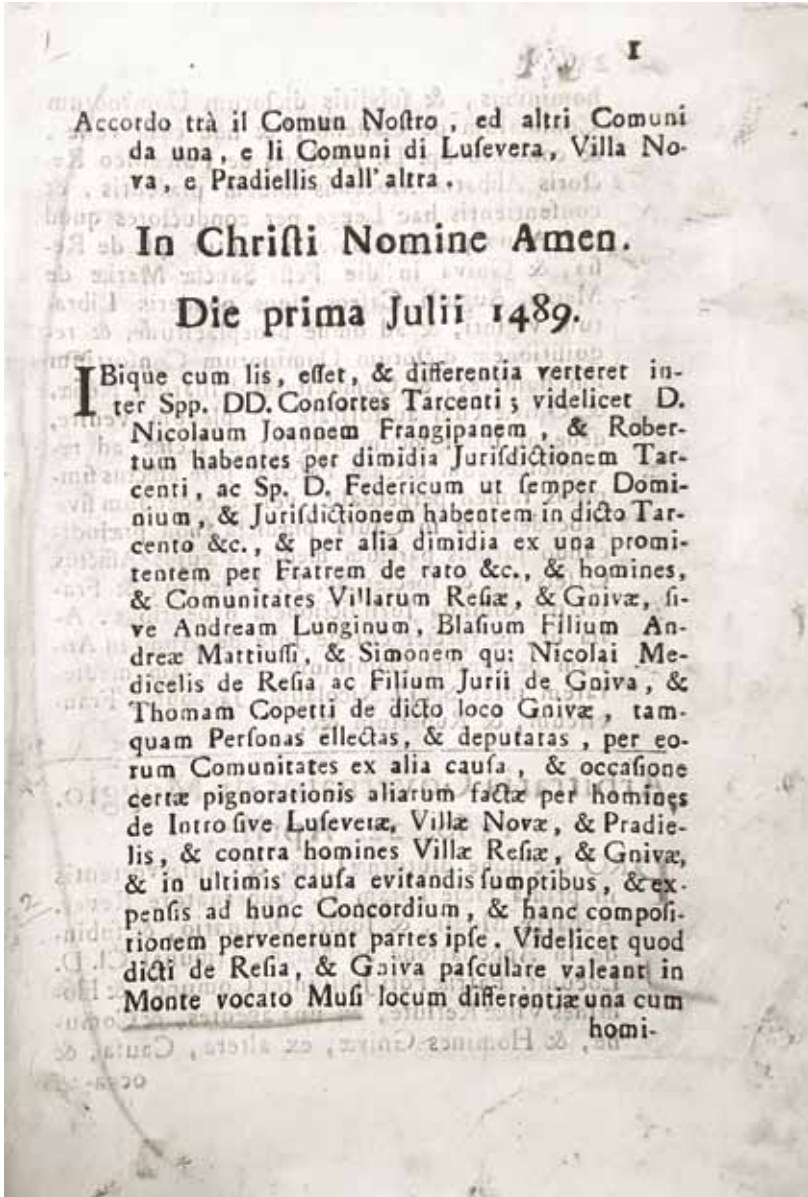 1
Accordo trà il Comun Noſtro, ed altri Comuni
da una, e li Comuni di Luſevera, Villa No-
va, e Pradiellis dall'altra.
In Chriſti Nomine Amen.
Die prima Julii 1489.
IBique cum lis, eſſet, & differentia verteret in-
ter Spp. DD. Conſortes Tarcenti; videlicet D.
Nicolaum Joannem Frangipanem, & Rober-
tum habentes per dimidia Jurifdictionem Tar-
centi, ac Sp. D. Federicum ut ſemper Domi-
nium, & Juriſdictionem habentem in dicto Tar-
cento &c., & per alia dimidia ex una promi-
tentem per Fratrem de rato &c., & homines,
& Comunitates Villarum Reſiæ, & Gnivæ, ſi-
ve Andream Lunginum, Blaſium Filium An-
dreæ Mattiuſſi, & Simonem qu: Nicolai Me-
dicelis de Reſia ac Filium Jurii de Gniva, &
Thomam Copetti de dicto loco Gnivæ, tam-
quam Perſonas ellectas, & deputatas, per eo-
rum Comunitates ex alia cauſa, & occaſione
certæ pignorationis aliarum factæ per homines
de Intro ſive Luſeveræ, Villæ Novæ, & Pradie-
lis, & contra homines Villæ Reſiæ, & Gnivæ,
& in ultimis cauſa evitandis ſumptibus, & ex-
penſis ad hunc Concordium, & hanc compoſi-
tionem pervenerunt partes ipſe. Videlicet quod
dicti de Reſia, & Gniva paſculare valeant in
Monte vocato Muſi locum differentiæ una cum
homi-